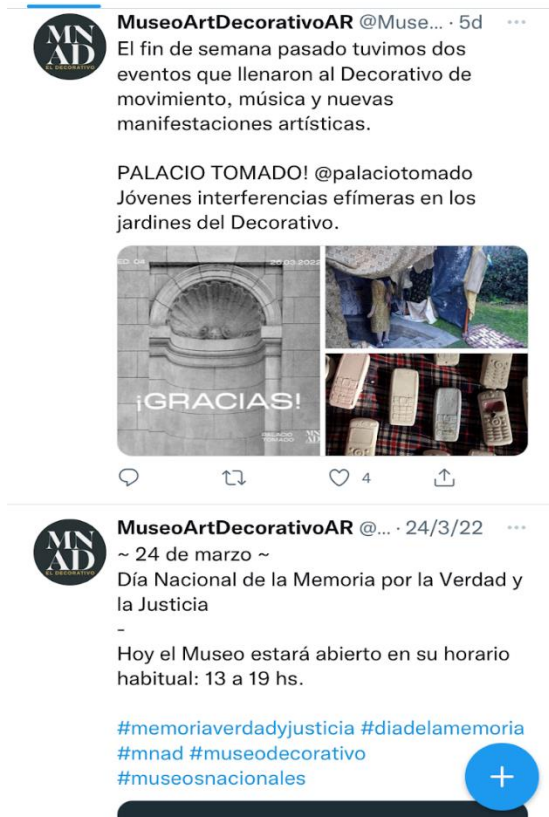 MN
AD
EL DECORATIVO
MuseoArtDecorativoAR @Muse... · 5d
El fin de semana pasado tuvimos dos
eventos que llenaron al Decorativo de
movimiento, música y nuevas
manifestaciones artísticas.
PALACIO TOMADO! @palaciotomado
Jóvenes interferencias efímeras en los
jardines del Decorativo.
ED. 04
26.03.2022
¡GRACIAS!
PALACIO
TOMADO
MN
AD
4
MN
AD
EL DECORATIVO
MuseoArtDecorativoAR @... · 24/3/22
~ 24 de marzo ~
Día Nacional de la Memoria por la Verdad y
la Justicia
-
Hoy el Museo estará abierto en su horario
habitual: 13 a 19 hs.
#memoriaverdadyjusticia #diadelamemoria
#mnad #museodecorativo
#museosnacionales